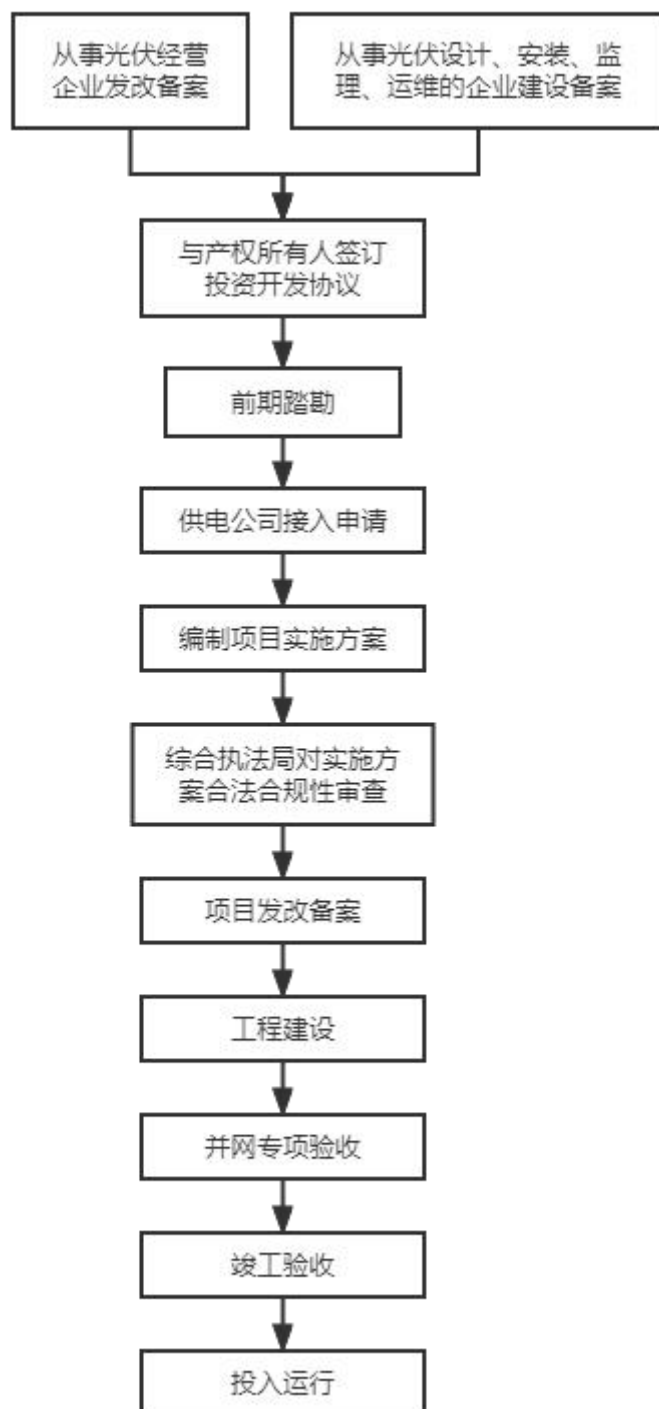 从事光伏经营
企业发改备案
从事光伏设计、安装、监
理、运维的企业建设备案
与产权所有人签订
投资开发协议
前期踏勘
供电公司接入申请
编制项目实施方案
综合执法局对实施方
案合法合规性审查
项目发改备案
工程建设
并网专项验收
竣工验收
投入运行